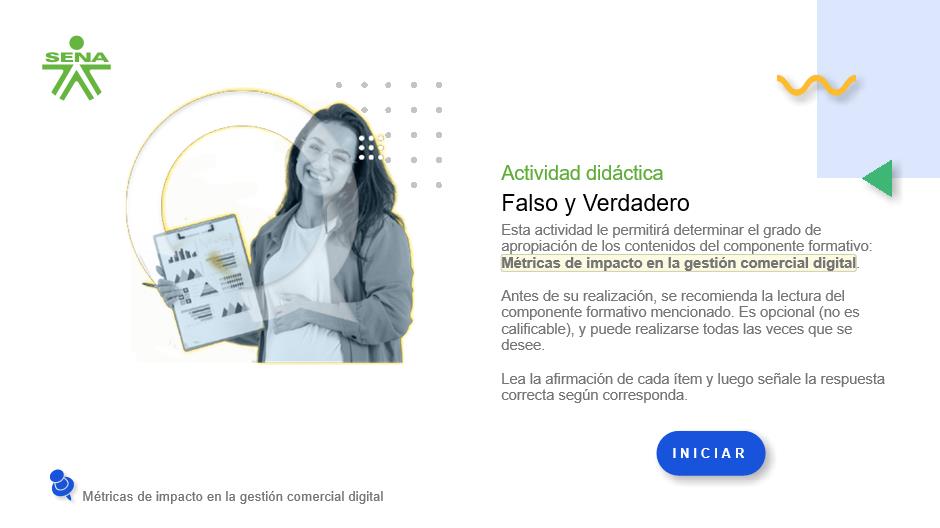 SENA
Actividad didáctica
Falso y Verdadero
Esta actividad le permitirá determinar el grado de
apropiación de los contenidos del componente formativo:
Métricas de impacto en la gestión comercial digital.
Antes de su realización, se recomienda la lectura del
componente formativo mencionado. Es opcional (no es
calificable), y puede realizarse todas las veces que se
desee.
Lea la afirmación de cada ítem y luego señale la respuesta
correcta según corresponda.
INICIAR
Métricas de impacto en la gestión comercial digital